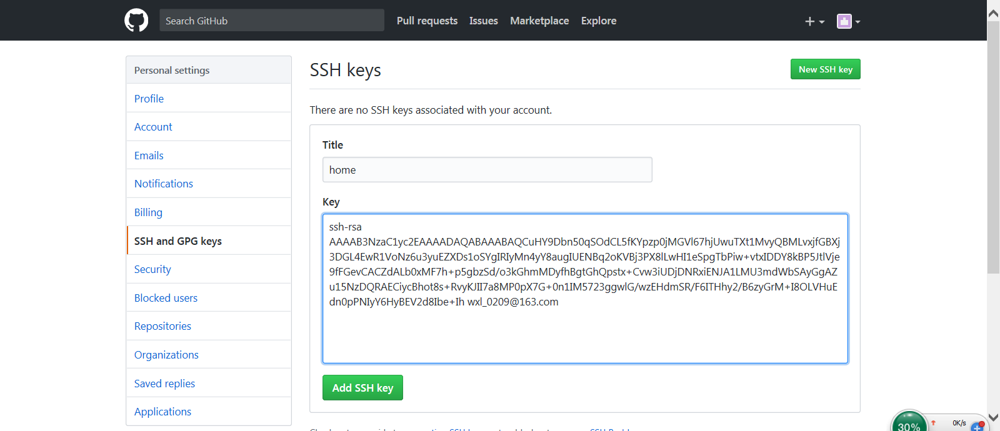 Search GitHub
Pull requests
Issues
Marketplace
Explore
Personal settings
Profile
Account
Emails
Notifications
Billing
SSH and GPG keys
Security
Blocked users
Repositories
Organizations
Saved replies
Applications
SSH keys
New SSH key
There are no SSH keys associated with your account.
Title
home
Key
ssh-rsa
AAAAB3NzaC1yc2EAAAADAQABAAABAQCuHY9Dbn50qSOdCL5fKYpzp0jMGVl67hjUwuTXt1MvyQBMLvxjfGBXj
3DGL4EwR1VoNz6u3yuEZXDs1oSYgIRIyMn4yY8augIUENBq2oKVBj3PX8lLwHI1eSpgTbPiw+vtxIDDY8kBP5JtlVje
9fFGevCACZdALb0xMF7h+p5gbzSd/o3kGhmMDyfhBgtGhQpstx+Cvw3iUDjDNRxiENJA1LMU3mdWbSAyGgAZ
u15NzDQRAECiycBhot8s+RvyKJII7a8MP0pX7G+0n1IM5723ggwlG/wzEHdmSR/F6ITHhy2/B6zyGrM+I8OLVHuE
dn0pPNIyY6HyBEV2d8Ibe+Ih wxl_0209@163.com
Add SSH key
30%
0K/s